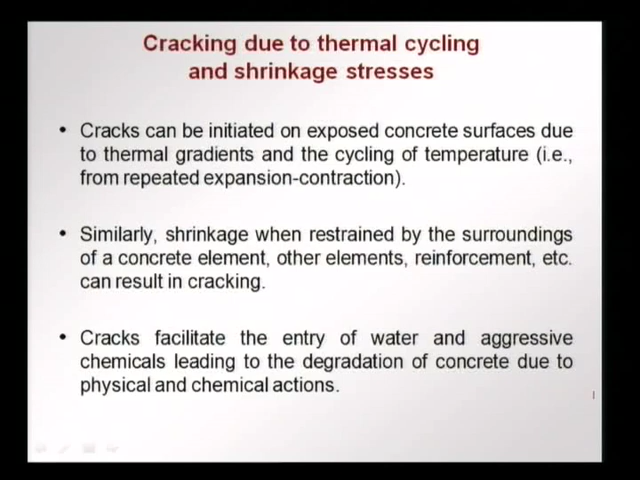 Cracking due to thermal cycling
and shrinkage stresses
• Cracks can be initiated on exposed concrete surfaces due
to thermal gradients and the cycling of temperature (i.e.,
from repeated expansion-contraction).
• Similarly, shrinkage when restrained by the surroundings
of a concrete element, other elements, reinforcement, etc.
can result in cracking.
• Cracks facilitate the entry of water and aggressive
chemicals leading to the degradation of concrete due to
physical and chemical actions.